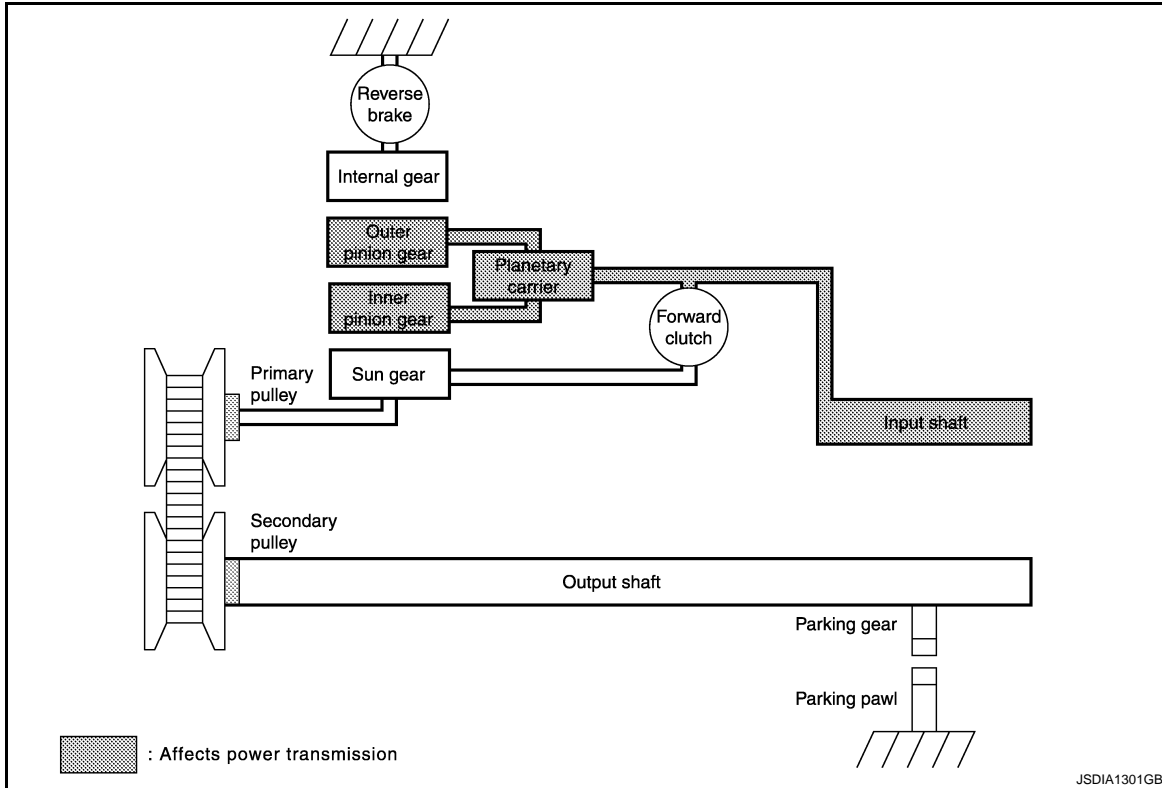 Reverse
brake
Internal gear
Outer
pinion gear
Planetary
carrier
Inner
pinion gear
Forward
clutch
Primary
pulley
Sun gear
Input shaft
Secondary
pulley
Output shaft
Parking gear
Parking pawl
: Affects power transmission
JSDIA1301GB